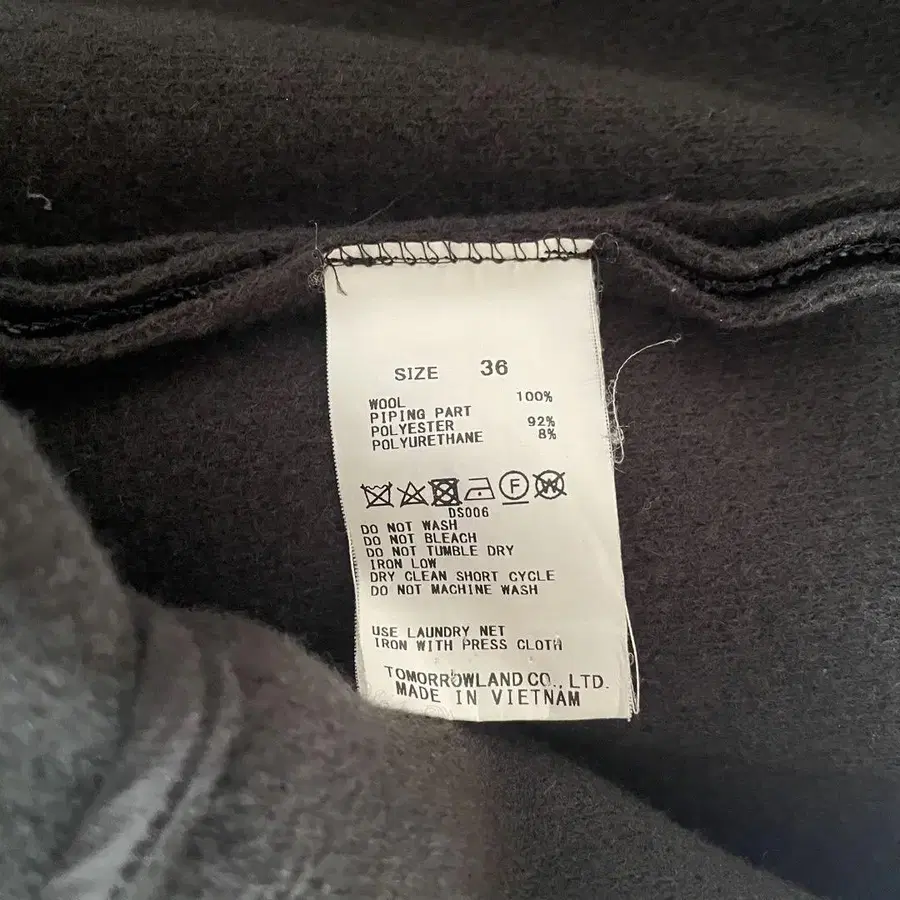 SIZE 36
WOOL 100%
PIPING PART
POLYESTER 92%
POLYURETHANE 8%
F W
DS006
DO NOT WASH
DO NOT BLEACH
DO NOT TUMBLE DRY
IRON LOW
DRY CLEAN SHORT CYCLE
DO NOT MACHINE WASH
USE LAUNDRY NET
IRON WITH PRESS CLOTH
TOMORROWLAND CO., LTD.
MADE IN VIETNAM